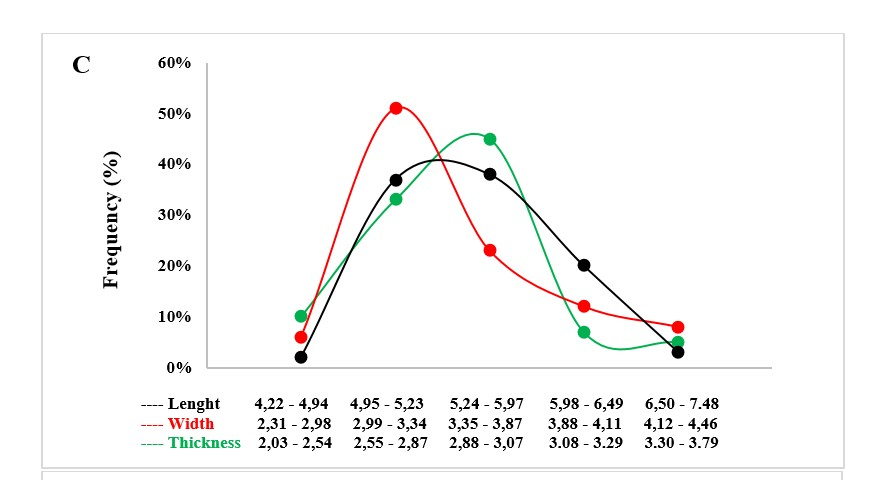 C
60%
50%
40%
30%
20%
10%
0%
Frequency (%)
---- Lenght 4,22 - 4,94 4,95 - 5,23 5,24 - 5,97 5,98 - 6,49 6,50 - 7.48
---- Width 2,31 - 2,98 2,99 - 3,34 3,35 - 3,87 3,88 - 4,11 4,12 - 4,46
---- Thickness 2,03 - 2,54 2,55 - 2,87 2,88 - 3,07 3.08 - 3.29 3.30 - 3.79